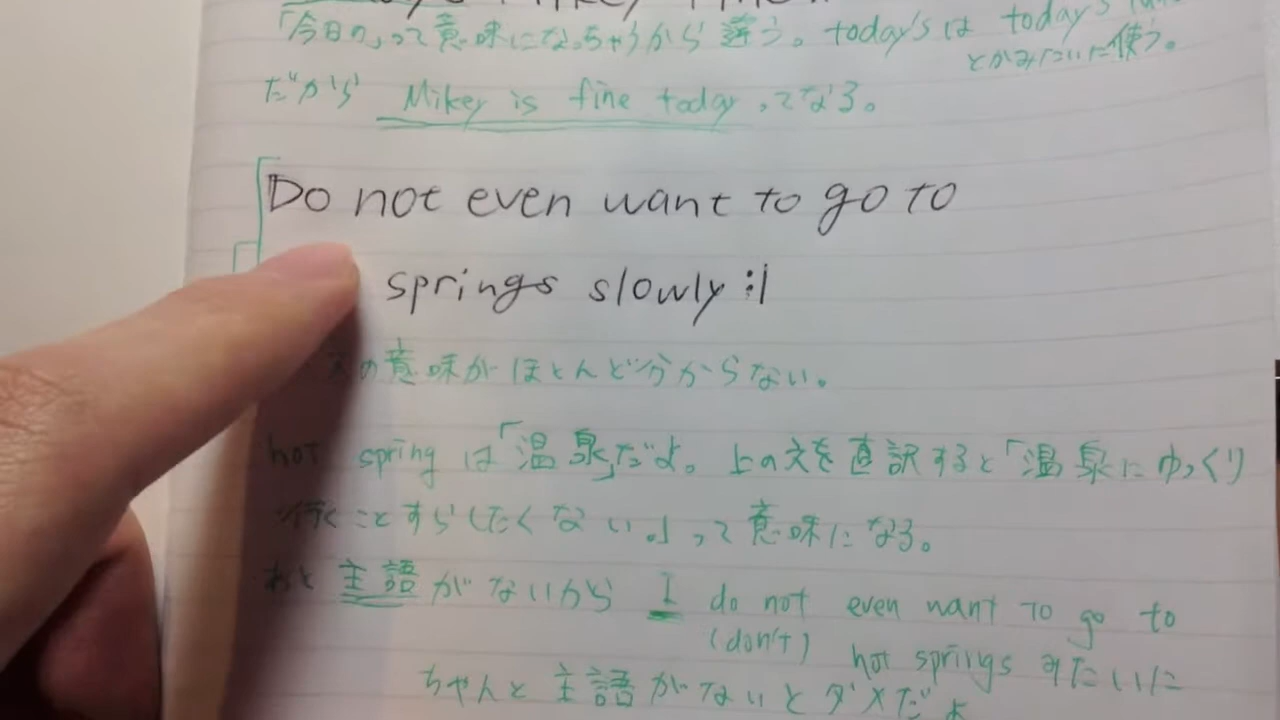 「今日の」って意味になっちゃうから違う。today'sは today's
とかみたいに使う。
だから Mikey is fine today ってなる。
Do not even want to go to
springs slowly :|
の意味がほとんど分からない。
hot spring は「温泉」だよ。上の文を直訳すると「温泉にゆっくり
行くことすらしたくない。」って意味になる。
あと主語がないから I do not even want to go to
(don't) hot springs みたいに
ちゃんと主語がないとダメだよ